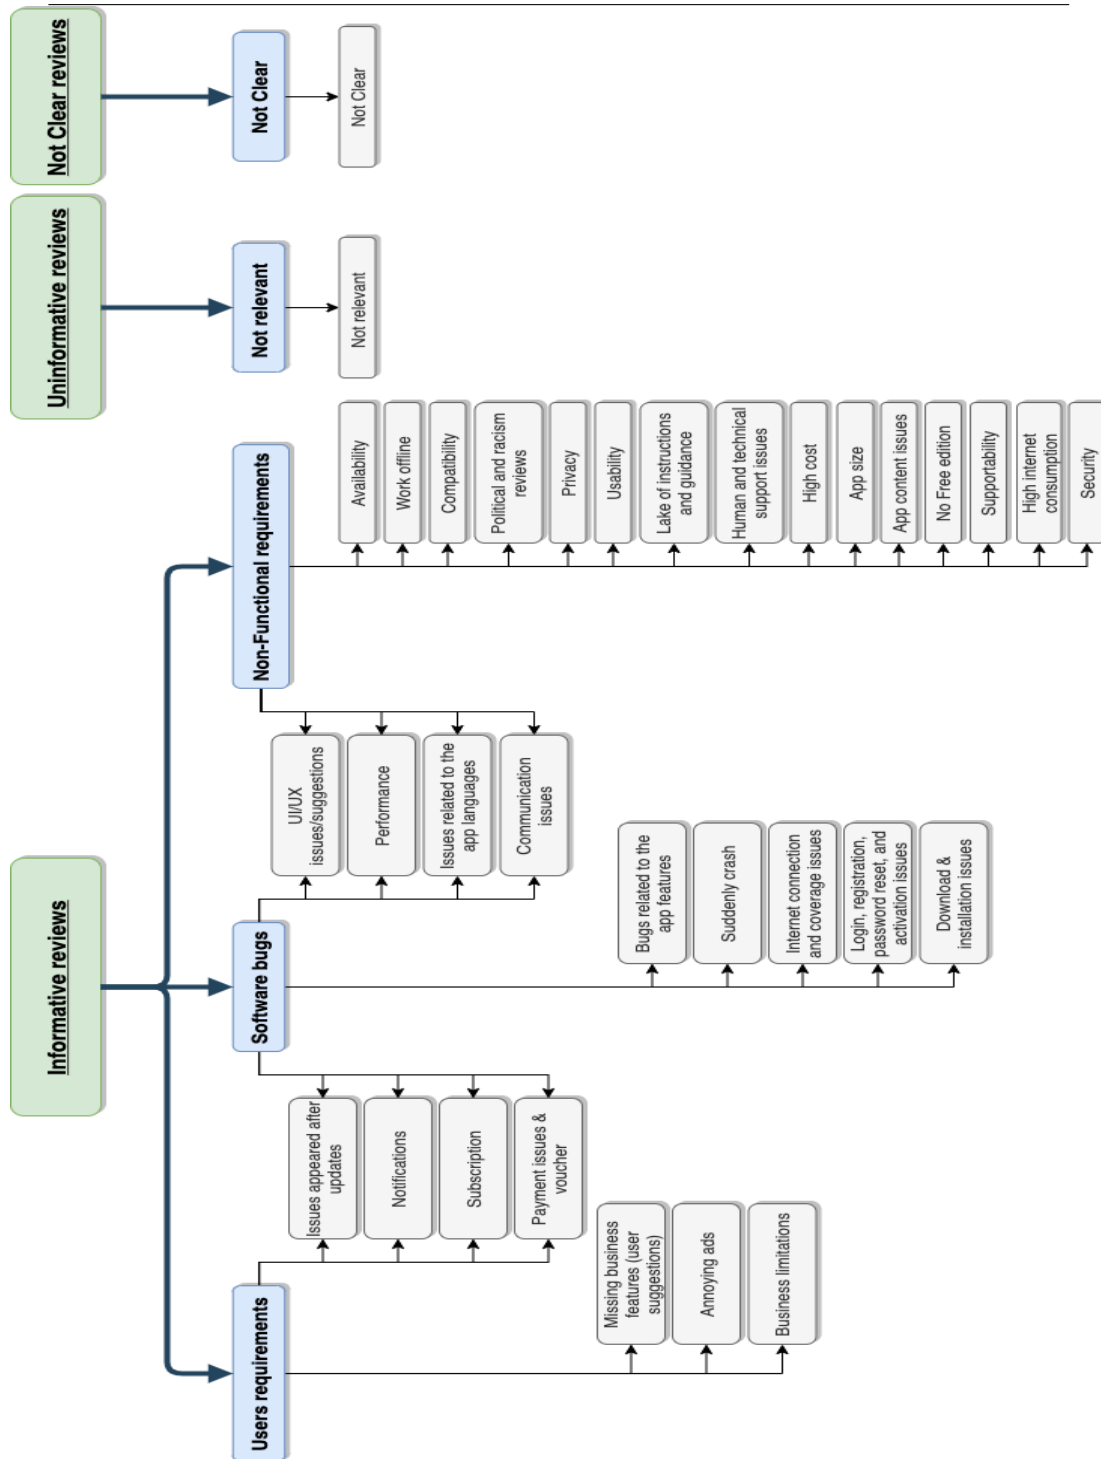 Informative reviews
Uninformative reviews
Not Clear reviews
Users requirements
Software bugs
Non-Functional requirements
Not relevant
Not Clear
Issues appeared after
updates
Notifications
Subscription
Payment issues &
voucher
Missing business
features (user
suggestions)
Annoying ads
Business limitations
UI/UX
issues/suggestions
Performance
Issues related to the
app languages
Communication
issues
Bugs related to the
app features
Suddenly crash
Internet connection
and coverage issues
Login, registration,
password reset, and
activation issues
Download &
installation issues
Availability
Work offline
Compatibility
Political and racism
reviews
Privacy
Usability
Lake of instructions
and guidance
Human and technical
support issues
High cost
App size
App content issues
No Free edition
Supportability
High internet
consumption
Security
Not relevant
Not Clear